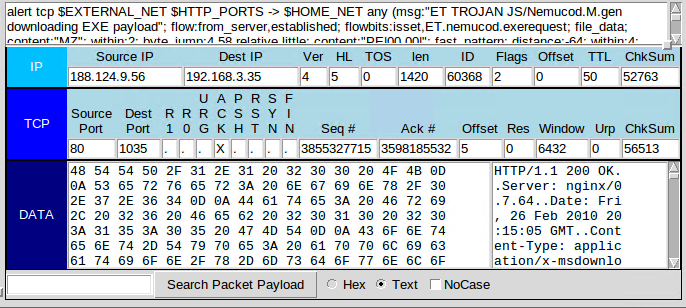 alert tcp $EXTERNAL_NET $HTTP_PORTS -> $HOME_NET any (msg:"ET TROJAN JS/Nemucod.M.gen
downloading EXE payload"; flow:from_server,established; flowbits:isset,ET.nemucod.exerequest; file_data;
content:"MZ"; within:2; byte_jump:4,58,relative,little; content:"PE|00 00|"; fast_pattern; distance:-64; within:4;
IP
Source IP Dest IP Ver HL TOS len ID Flags Offset TTL ChkSum
188.124.9.56 192.168.3.35 4 5 0 1420 60368 2 0 50 52763
TCP
Source Port Dest Port R1 R0 URG ACK PSH RST SYN FIN Seq # Ack # Offset Res Window Urp ChkSum
80 1035 . . . X . . . . 3855327715 3598185532 5 0 6432 0 56513
DATA
48 54 54 50 2F 31 2E 31 20 32 30 30 20 4F 4B 0D HTTP/1.1 200 OK.
0A 53 65 72 76 65 72 3A 20 6E 67 69 6E 78 2F 30 .Server: nginx/0
2E 37 2E 36 34 0D 0A 44 61 74 65 3A 20 46 72 69 .7.64..Date: Fri
2C 20 32 36 20 46 65 62 20 32 30 31 30 20 32 30 , 26 Feb 2010 20
3A 31 35 3A 30 35 20 47 4D 54 0D 0A 43 6F 6E 74 :15:05 GMT..Cont
65 6E 74 2D 54 79 70 65 3A 20 61 70 70 6C 69 63 ent-Type: applic
61 74 69 6F 6E 2F 78 2D 6D 73 64 6F 77 6E 6C 6F ation/x-msdownlo
Search Packet Payload Hex Text NoCase